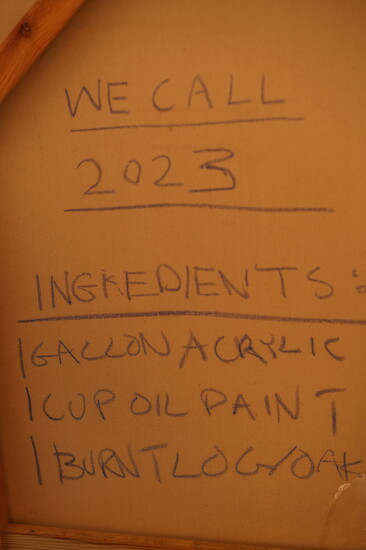 WE CALL
2023
INGREDIENTS:
1 GALLON ACRYLIC
1 CUP OIL PAINT
1 BURNT LOG/OAK